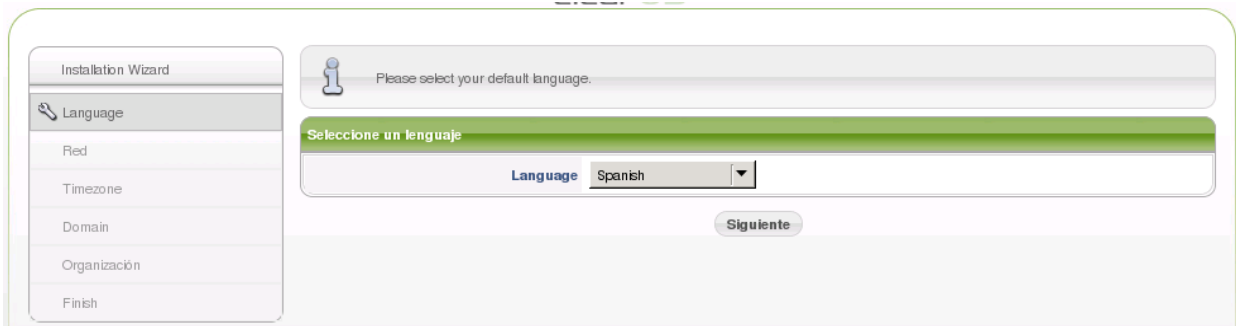 Installation Wizard
Language
Red
Timezone
Domain
Organización
Finish
Please select your default language.
Seleccione un lenguaje
Language Spanish
Siguiente